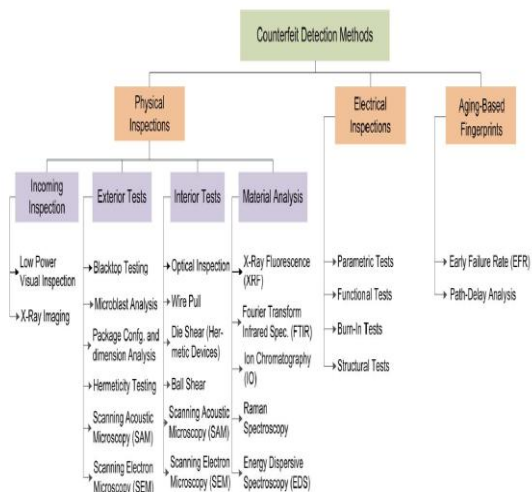 Counterfeit Detection Methods
Physical
Inspections
Electrical
Inspections
Aging-Based
Fingerprints
Incoming
Inspection
Exterior Tests
Interior Tests
Material Analysis
Low Power
Visual Inspection
X-Ray Imaging
Blacktop Testing
Microblast Analysis
Package Confg. and
dimension Analysis
Hermeticity Testing
Scanning Acoustic
Microscopy (SAM)
Scanning Electron
Microscopy (SEM)
Optical Inspection
Wire Pull
Die Shear (Her-
metic Devices)
Ball Shear
Scanning Acoustic
Microscopy (SAM)
Scanning Electron
Microscopy (SEM)
X-Ray Fluorescence
(XRF)
Fourier Transform
Infrared Spec. (FTIR)
Ion Chromatography
(IO)
Raman
Spectroscopy
Energy Dispersive
Spectroscopy (EDS)
Parametric Tests
Functional Tests
Burn-In Tests
Structural Tests
Early Failure Rate (EFR)
Path-Delay Analysis